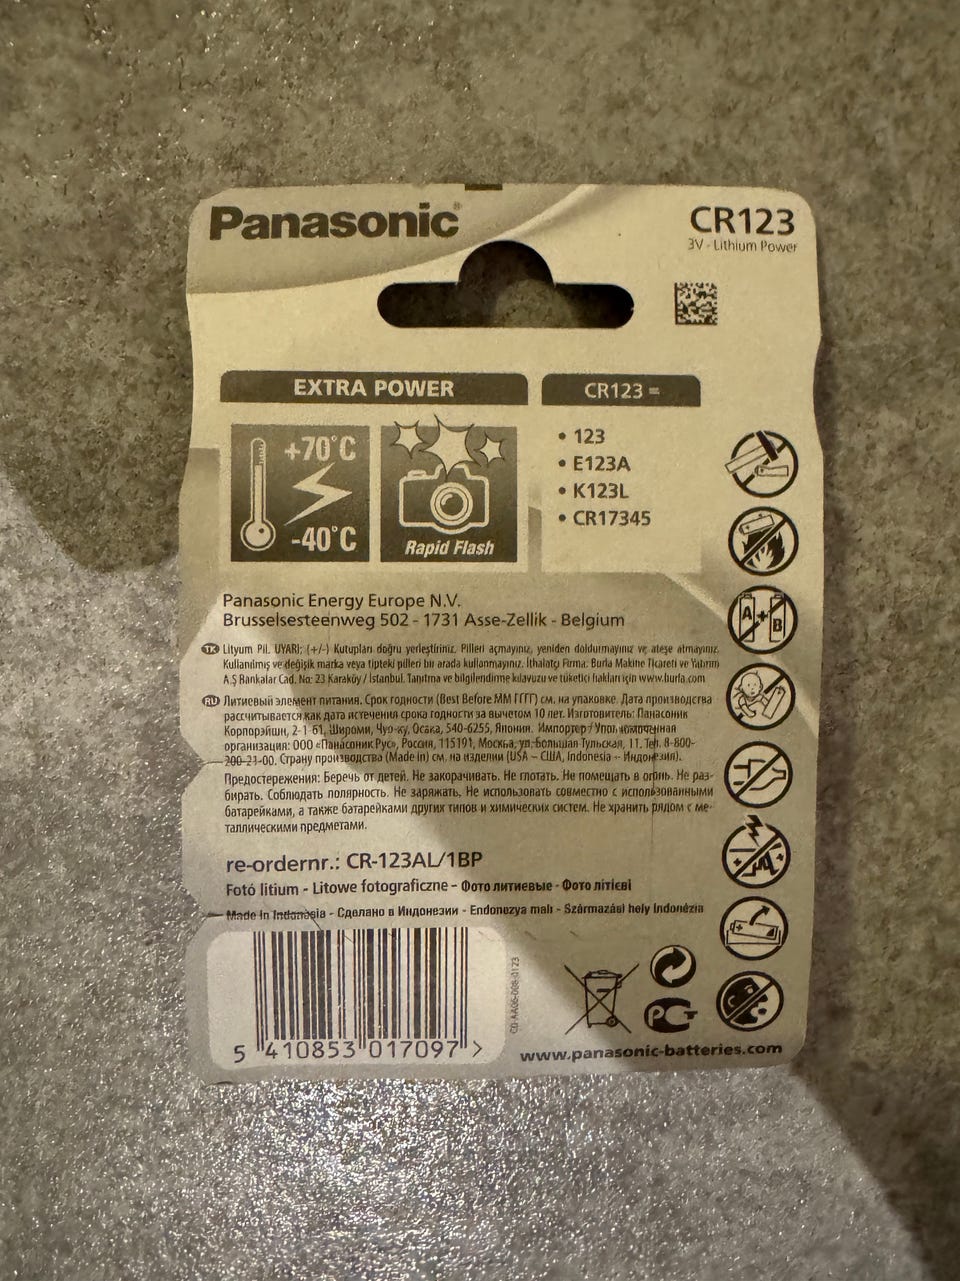 Panasonic®
CR123
3V - Lithium Power
EXTRA POWER
+70°C
-40°C
Rapid Flash
CR123 =
• 123
• E123A
• K123L
• CR17345
A + B
Panasonic Energy Europe N.V.
Brusselsesteenweg 502 - 1731 Asse-Zellik - Belgium
TR Lityum Pil. UYARI: (+/-) Kutupları doğru yerleştiriniz. Pilleri açmayınız, yeniden doldurmayınız ve ateşe atmayınız.
Kullanılmış ve değişik marka veya tipteki pilleri bir arada kullanmayınız. İthalatçı Firma: Burla Makine Ticareti ve Yatırım
A.Ş Bankalar Cad. No: 23 Karaköy / İstanbul. Tanıtma ve bilgilendirme kılavuzu ve tüketici hakları için www.burla.com
RU Литиевый элемент питания. Срок годности (Best Before ММ ГГГГ) см. на упаковке. Дата производства
рассчитывается как дата истечения срока годности за вычетом 10 лет. Изготовитель: Панасоник
Корпорэйшн, 2-1-61, Широми, Чуо-ку, Осака, 540-6255, Япония. Импортер / Уполномоченная
организация: ООО «Панасоник Рус», Россия, 115191, Москва, ул. Большая Тульская, 11. Тел. 8-800-
200-21-00. Страну производства (Made in) см. на изделии (USA – США, Indonesia – Индонезия).
Предостережения: Беречь от детей. Не закорачивать. Не глотать. Не помещать в огонь. Не раз-
бирать. Соблюдать полярность. Не заряжать. Не использовать совместно с использованными
батарейками, а также батарейками других типов и химических систем. Не хранить рядом с ме-
таллическими предметами.
re-ordernr.: CR-123AL/1BP
Fotó lítium - Litowe fotograficzne - Фото литиевые - Фото літієві
Made in Indonesia - Сделано в Индонезии - Endonezya malı - Származási hely Indonézia
5 410853 017097 >
CO-AA06-008-0123
www.panasonic-batteries.com